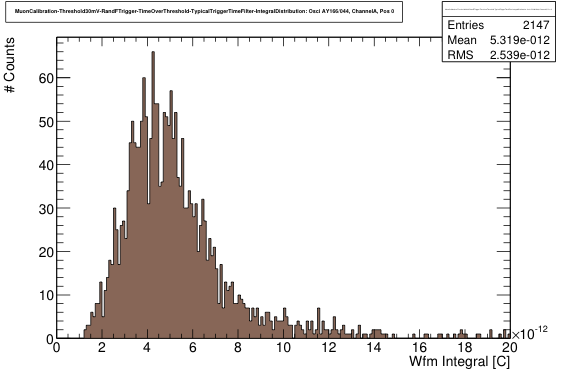 MuonCalibration-Threshold30mV-RandFTrigger-TimeOverThreshold-TypicalTriggerTimeFilter-IntegralDistribution: Osci AY166/044, ChannelA, Pos 0
Entries 2147
Mean 5.319e-012
RMS 2.539e-012
# Counts
60
50
40
30
20
10
0
0 2 4 6 8 10 12 14 16 18 20
×10-12
Wfm Integral [C]